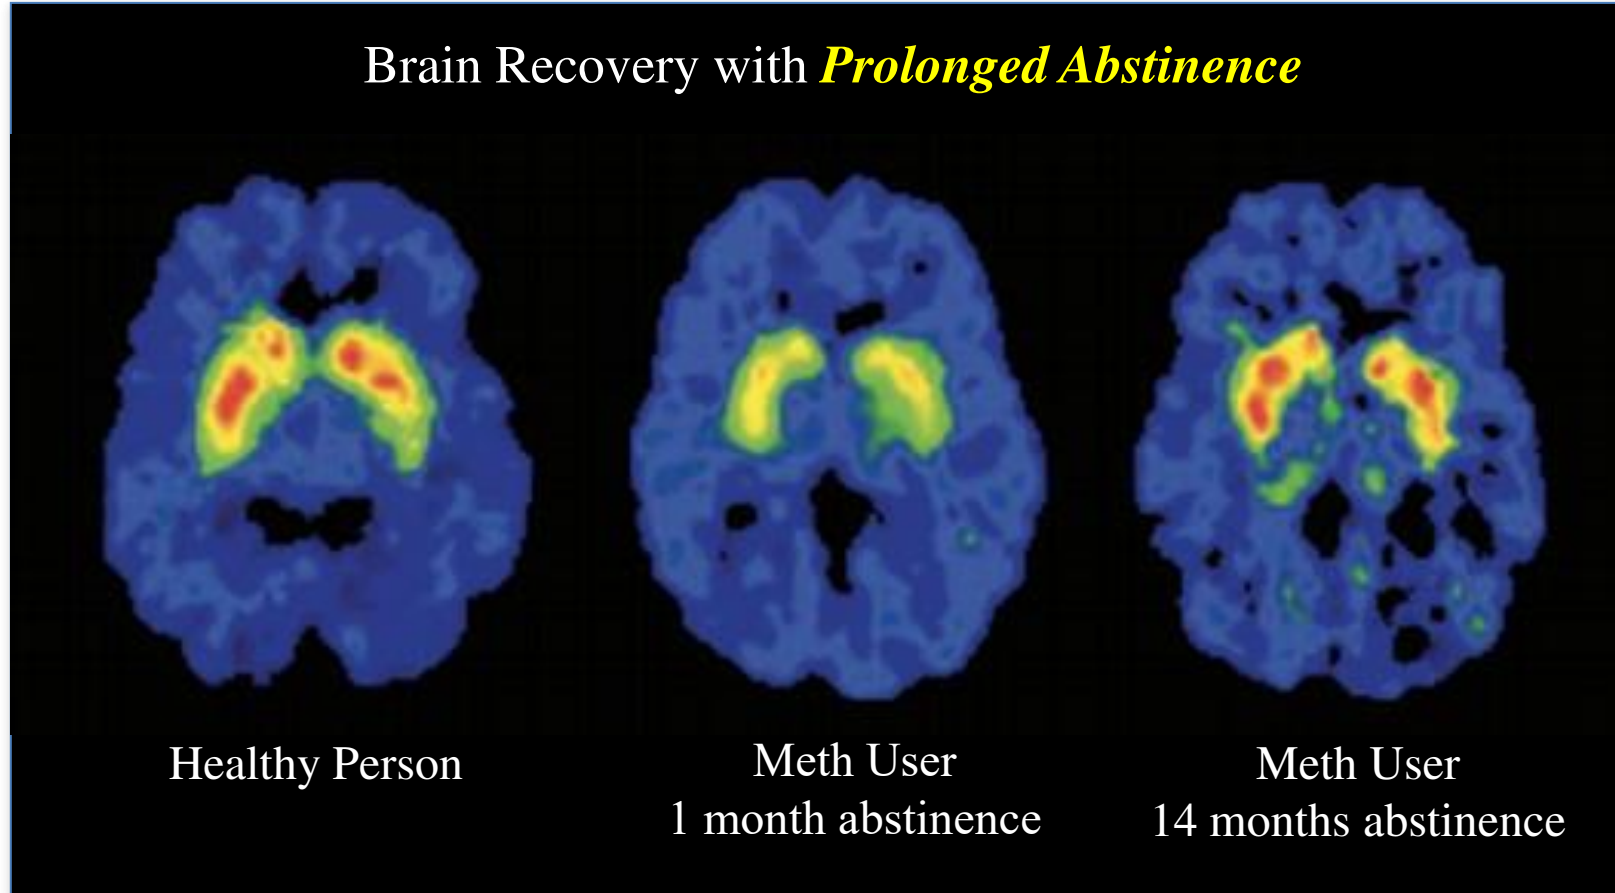 Brain Recovery with Prolonged Abstinence
Healthy Person
Meth User
1 month abstinence
Meth User
14 months abstinence